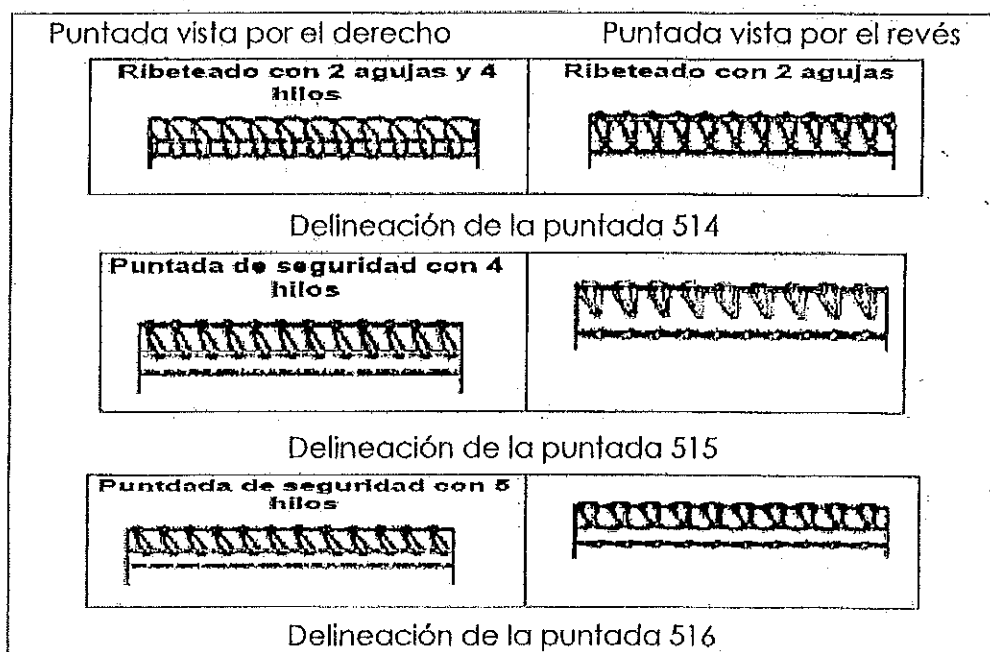 Puntada vista por el derecho
Puntada vista por el revés
Ribeteado con 2 agujas y 4
hilos
Ribeteado con 2 agujas
Delineación de la puntada 514
Puntada de seguridad con 4
hilos
Delineación de la puntada 515
Puntdada de seguridad con 5
hilos
Delineación de la puntada 516